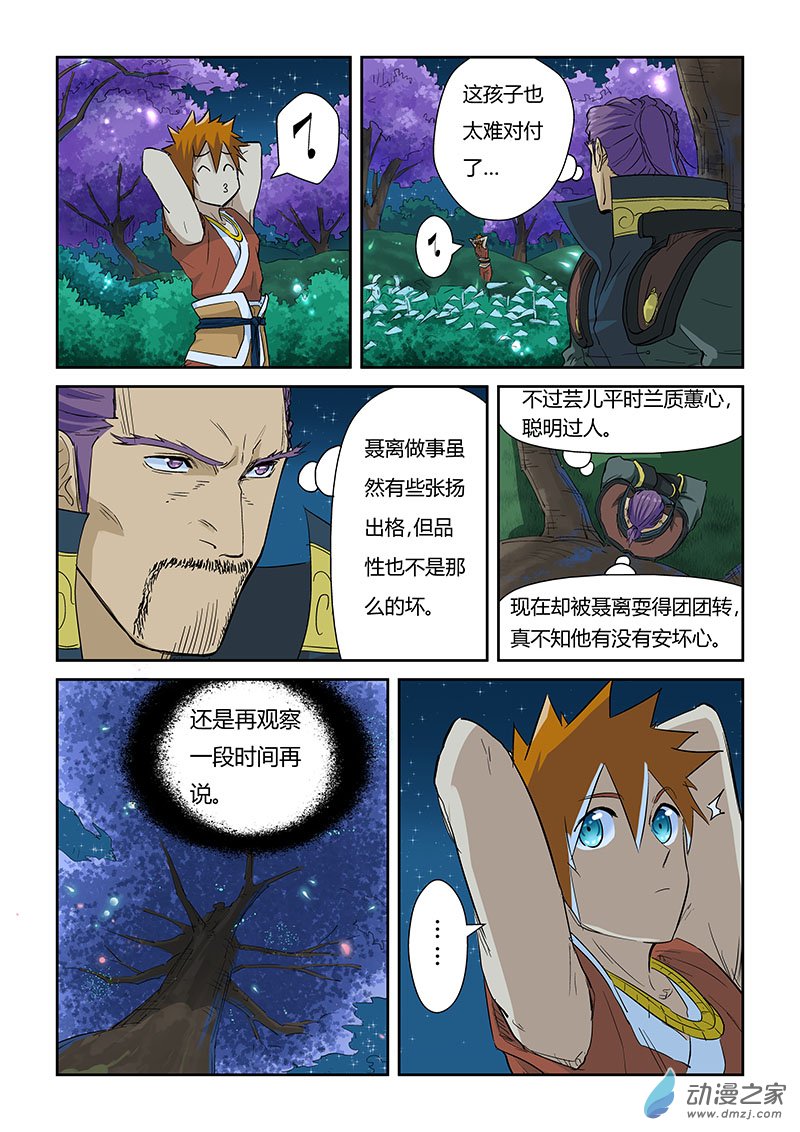 这孩子也
太难对付
了…
聂离做事虽
然有些张扬
出格，但品
性也不是那
么的坏。
不过芸儿平时兰质蕙心，
聪明过人。
现在却被聂离耍得团团转，
真不知他有没有安坏心。
还是再观察
一段时间再
说。
……
动漫之家
www.dmzj.com